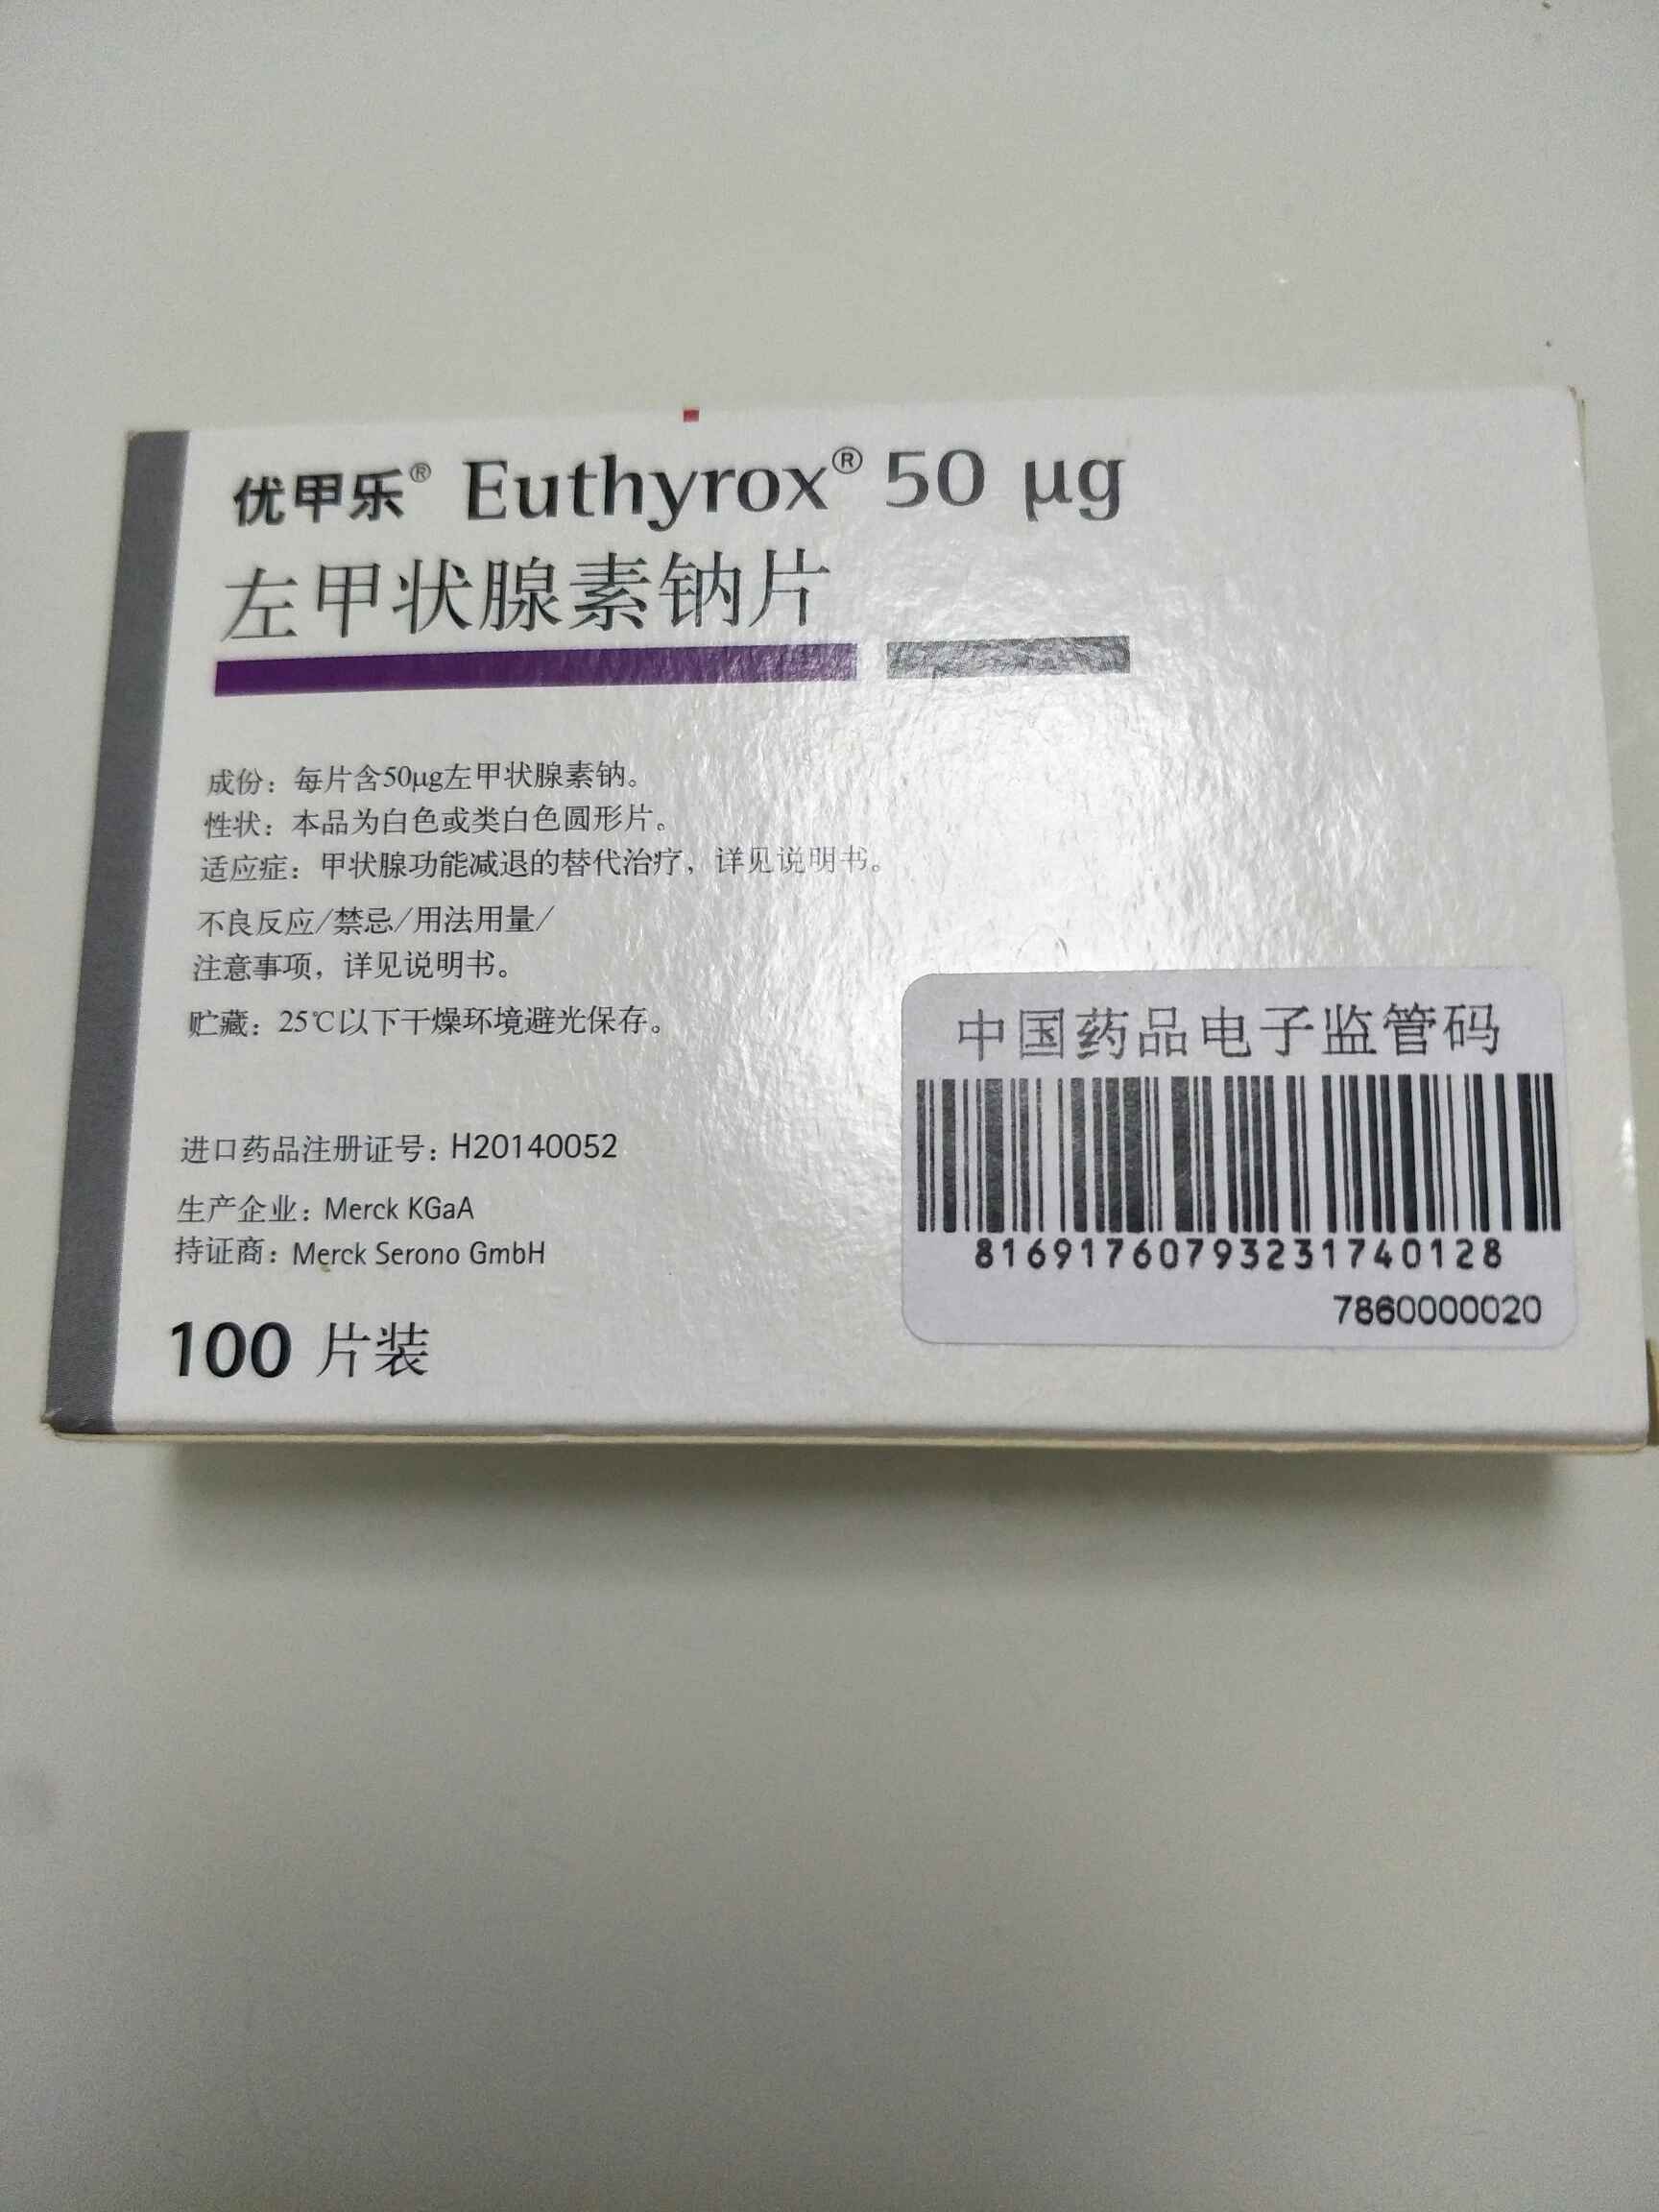 优甲乐® Euthyrox® 50 µg
左甲状腺素钠片
成份：每片含50µg左甲状腺素钠。
性状：本品为白色或类白色圆形片。
适应症：甲状腺功能减退的替代治疗，详见说明书。
不良反应/禁忌/用法用量/
注意事项，详见说明书。
贮藏：25℃以下干燥环境避光保存。
进口药品注册证号：H20140052
生产企业：Merck KGaA
持证商：Merck Serono GmbH
100 片装
中国药品电子监管码
81691760793231740128
7860000020